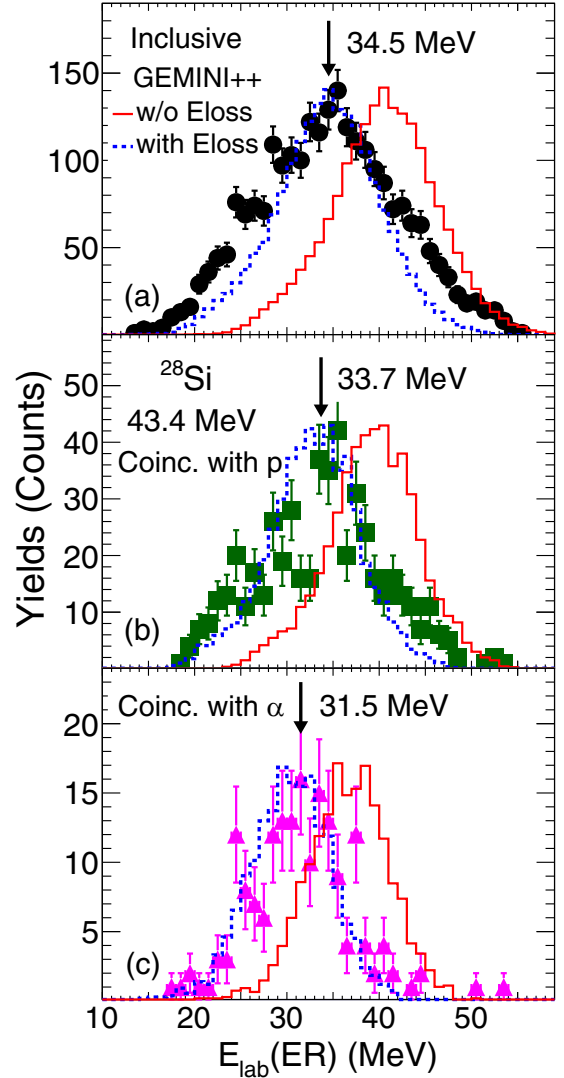 Inclusive
34.5 MeV
GEMINI++
w/o Eloss
with Eloss
150
100
50
(a)
²⁸Si
33.7 MeV
43.4 MeV
Coinc. with p
50
40
30
20
10
(b)
Coinc. with α
31.5 MeV
20
15
10
5
(c)
Yields (Counts)
10 20 30 40 50
E_lab(ER) (MeV)